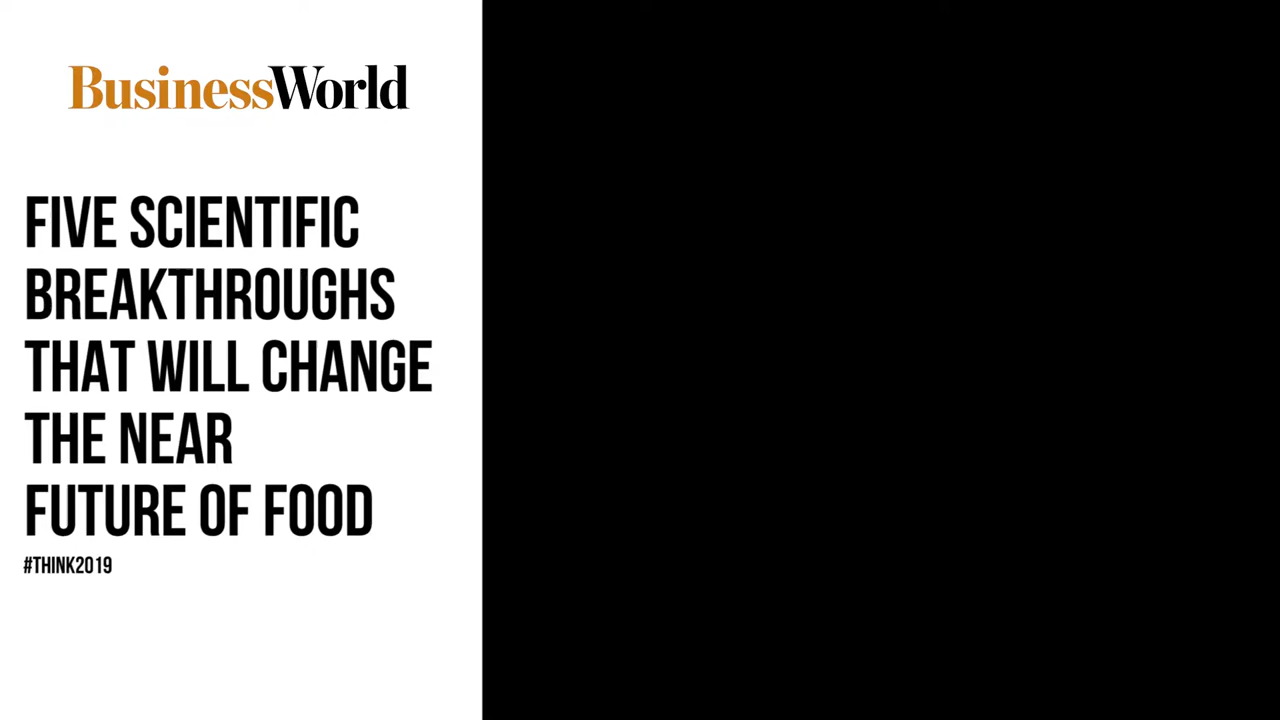 BusinessWorld
FIVE SCIENTIFIC
BREAKTHROUGHS
THAT WILL CHANGE
THE NEAR
FUTURE OF FOOD
#THINK2019